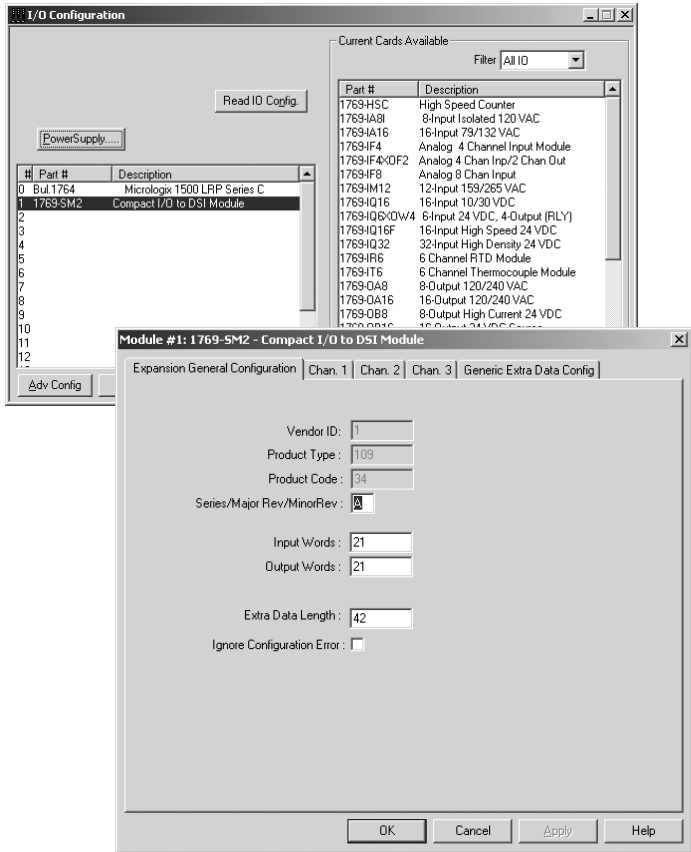 I/O Configuration
Current Cards Available
Filter All IO
Read IO Config.
PowerSupply.....
Part # Description
1769-HSC High Speed Counter
1769-IA8I 8-Input Isolated 120 VAC
1769-IA16 16-Input 79/132 VAC
1769-IF4 Analog 4 Channel Input Module
1769-IF4XOF2 Analog 4 Chan Inp/2 Chan Out
1769-IF8 Analog 8 Chan Input
1769-IM12 12-Input 159/265 VAC
1769-IQ16 16-Input 10/30 VDC
1769-IQ6XOW4 6-Input 24 VDC, 4-Output (RLY)
1769-IQ16F 16-Input High Speed 24 VDC
1769-IQ32 32-Input High Density 24 VDC
1769-IR6 6 Channel RTD Module
1769-IT6 6 Channel Thermocouple Module
1769-OA8 8-Output 120/240 VAC
1769-OA16 16-Output 120/240 VAC
1769-OB8 8-Output High Current 24 VDC
1769-OB16 16-Output 24 VDC Source
# Part # Description
0 Bul.1764 Micrologix 1500 LRP Series C
1 1769-SM2 Compact I/O to DSI Module
2
3
4
5
6
7
8
9
10
11
12
Adv Config
Module #1: 1769-SM2 - Compact I/O to DSI Module
Expansion General Configuration Chan. 1 Chan. 2 Chan. 3 Generic Extra Data Config
Vendor ID: 1
Product Type : 109
Product Code : 34
Series/Major Rev/MinorRev : A
Input Words : 21
Output Words : 21
Extra Data Length : 42
Ignore Configuration Error :
OK Cancel Apply Help